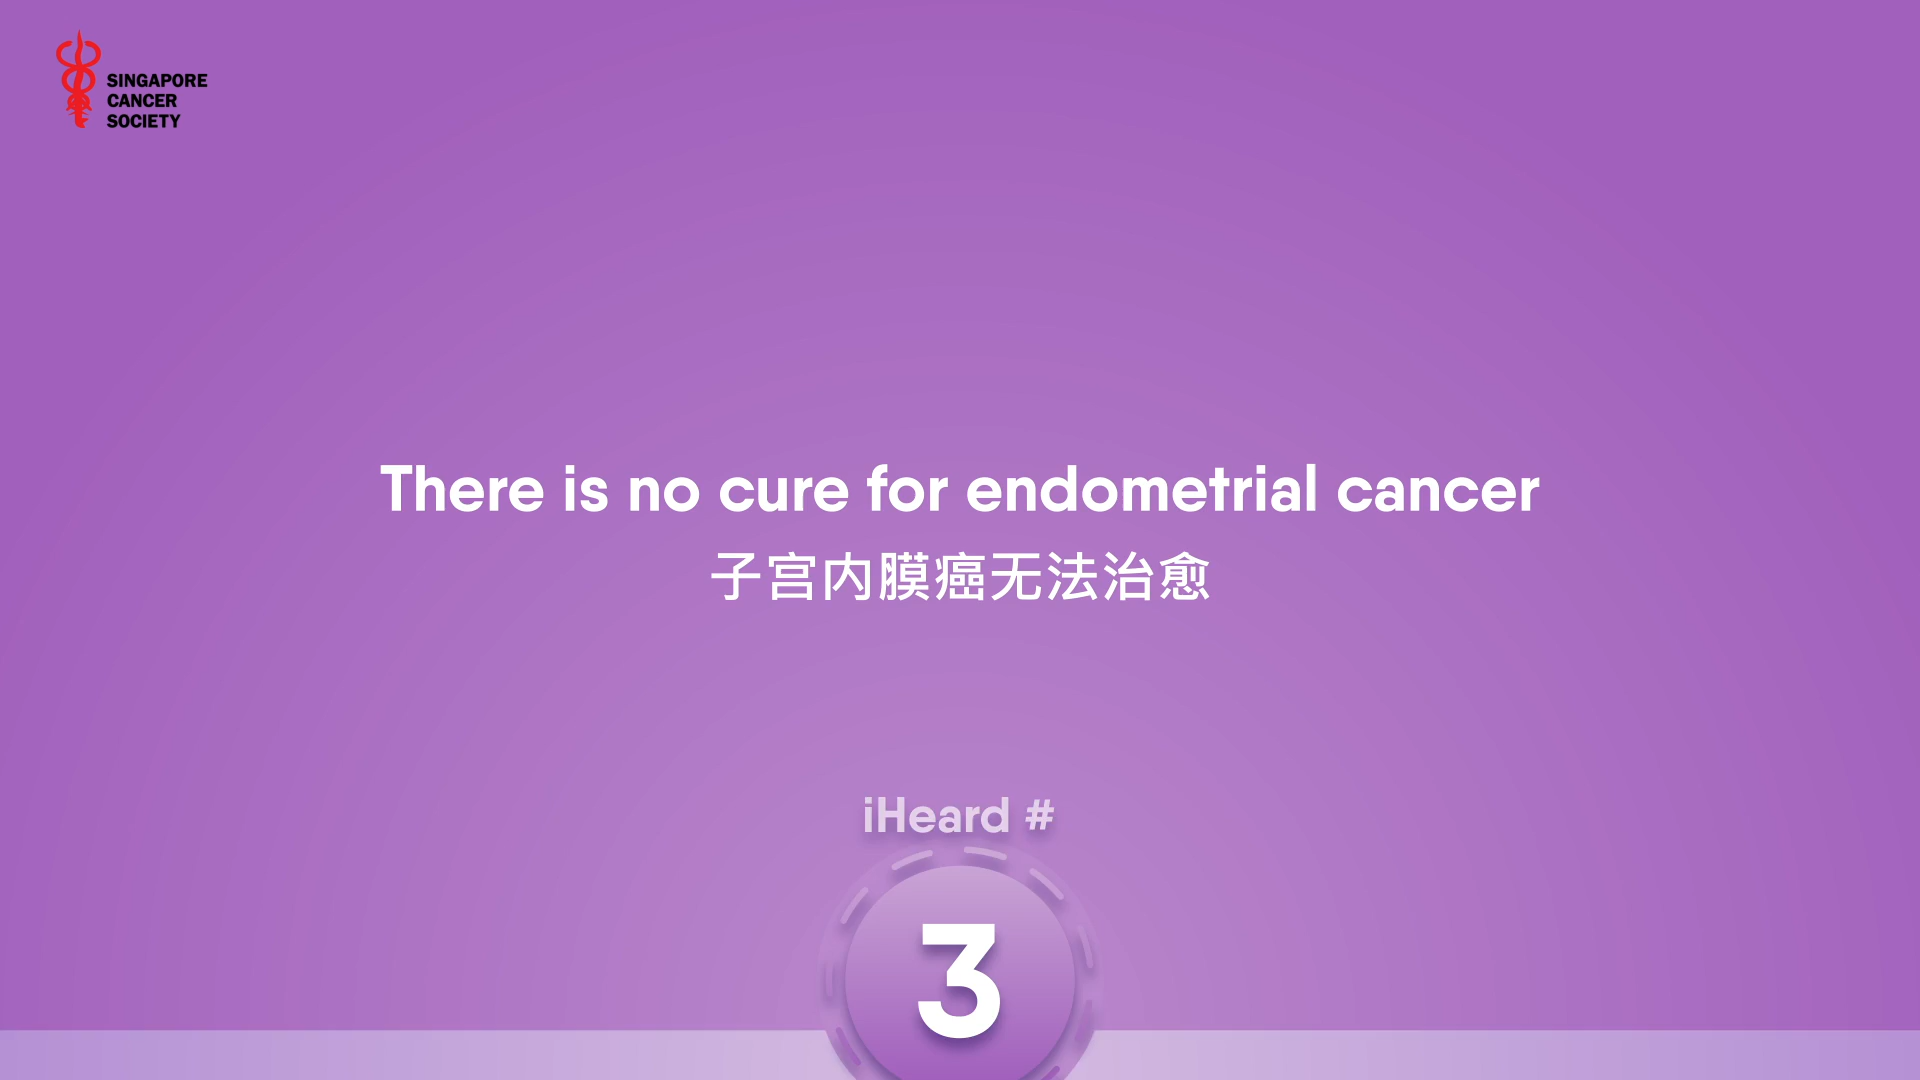 SINGAPORE
CANCER
SOCIETY
There is no cure for endometrial cancer
子宫内膜癌无法治愈
iHeard #
3